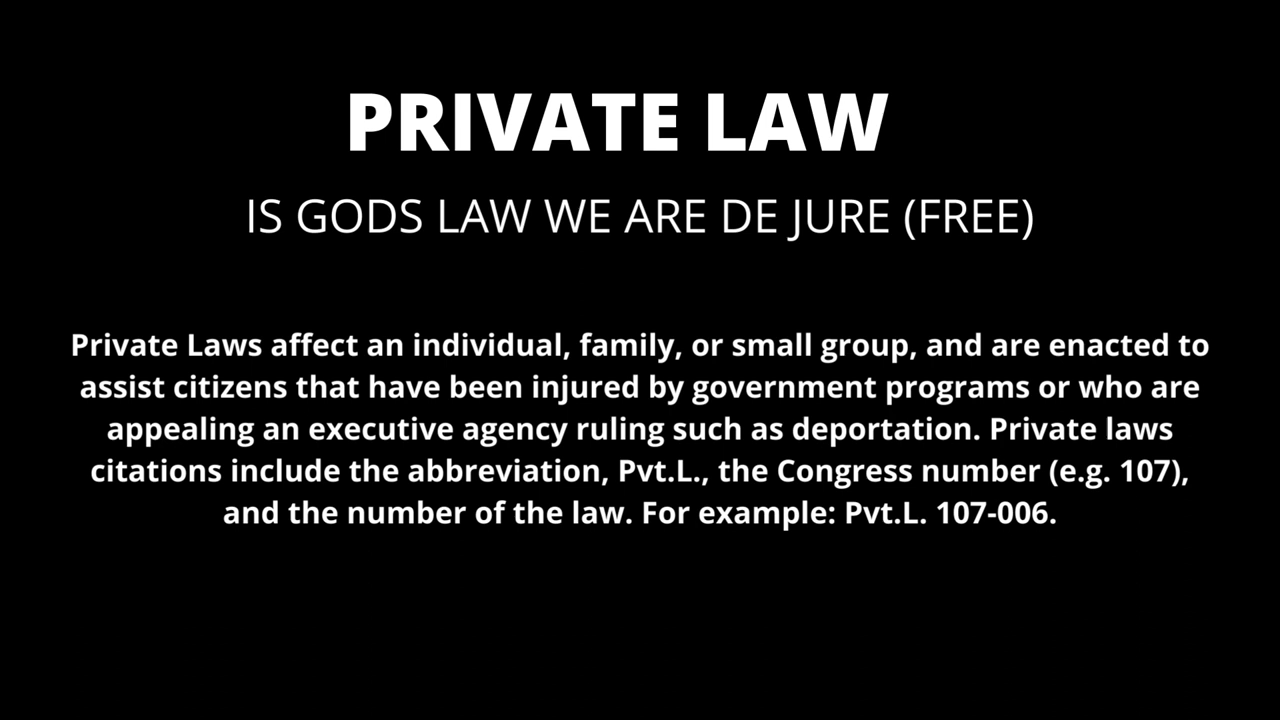 PRIVATE LAW
IS GODS LAW WE ARE DE JURE (FREE)
Private Laws affect an individual, family, or small group, and are enacted to
assist citizens that have been injured by government programs or who are
appealing an executive agency ruling such as deportation. Private laws
citations include the abbreviation, Pvt.L., the Congress number (e.g. 107),
and the number of the law. For example: Pvt.L. 107-006.